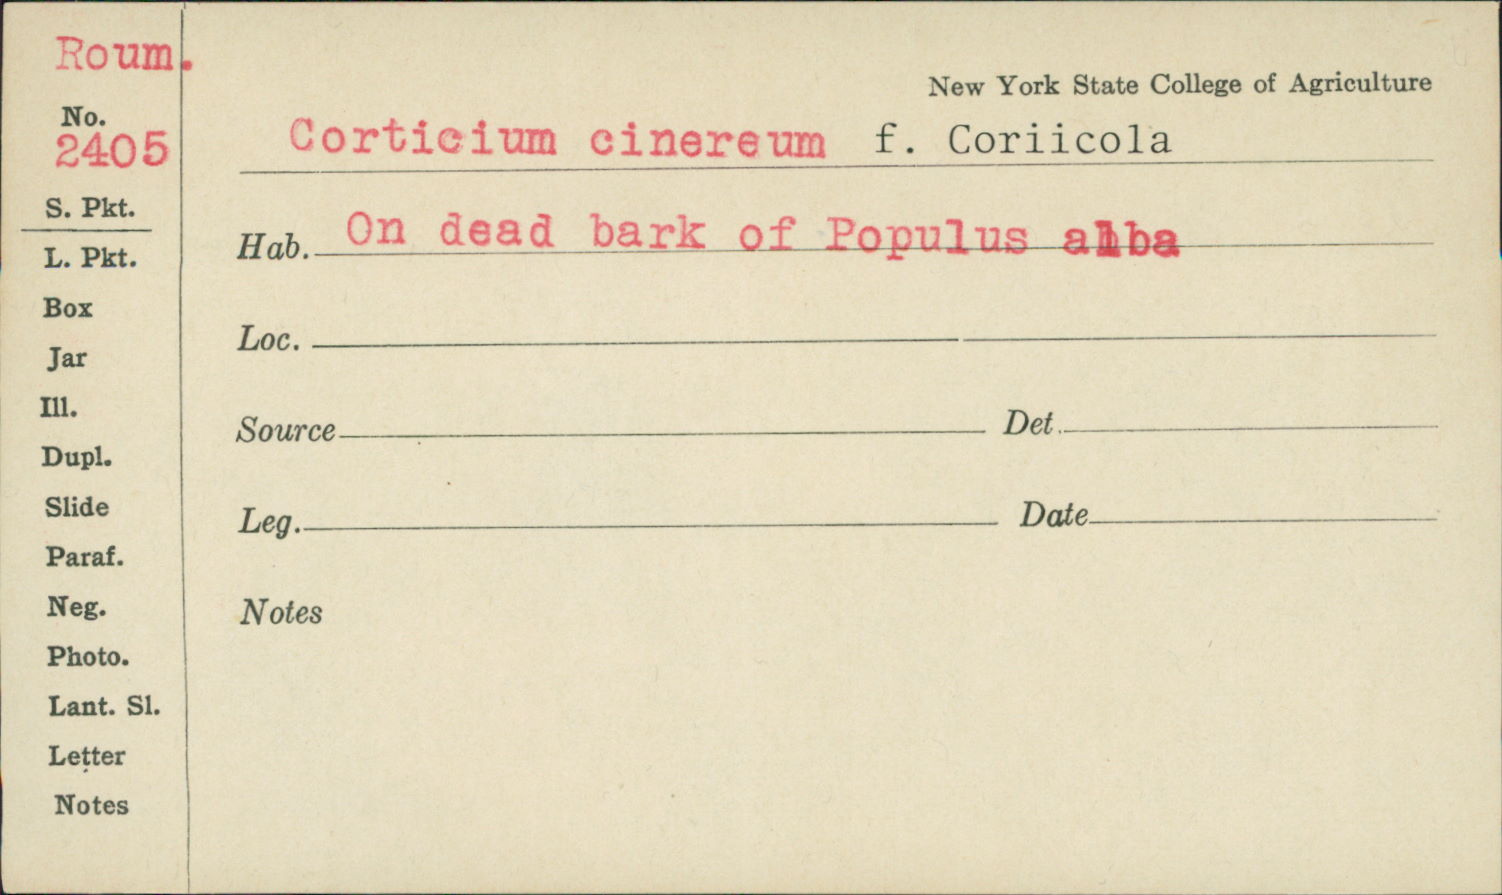 Roum.
No.
2405
S. Pkt.
L. Pkt.
Box
Jar
Ill.
Dupl.
Slide
Paraf.
Neg.
Photo.
Lant. Sl.
Letter
Notes
New York State College of Agriculture
Corticium cinereum f. Coriicola
Hab. On dead bark of Populus alba
Loc.
Source Det.
Leg. Date
Notes